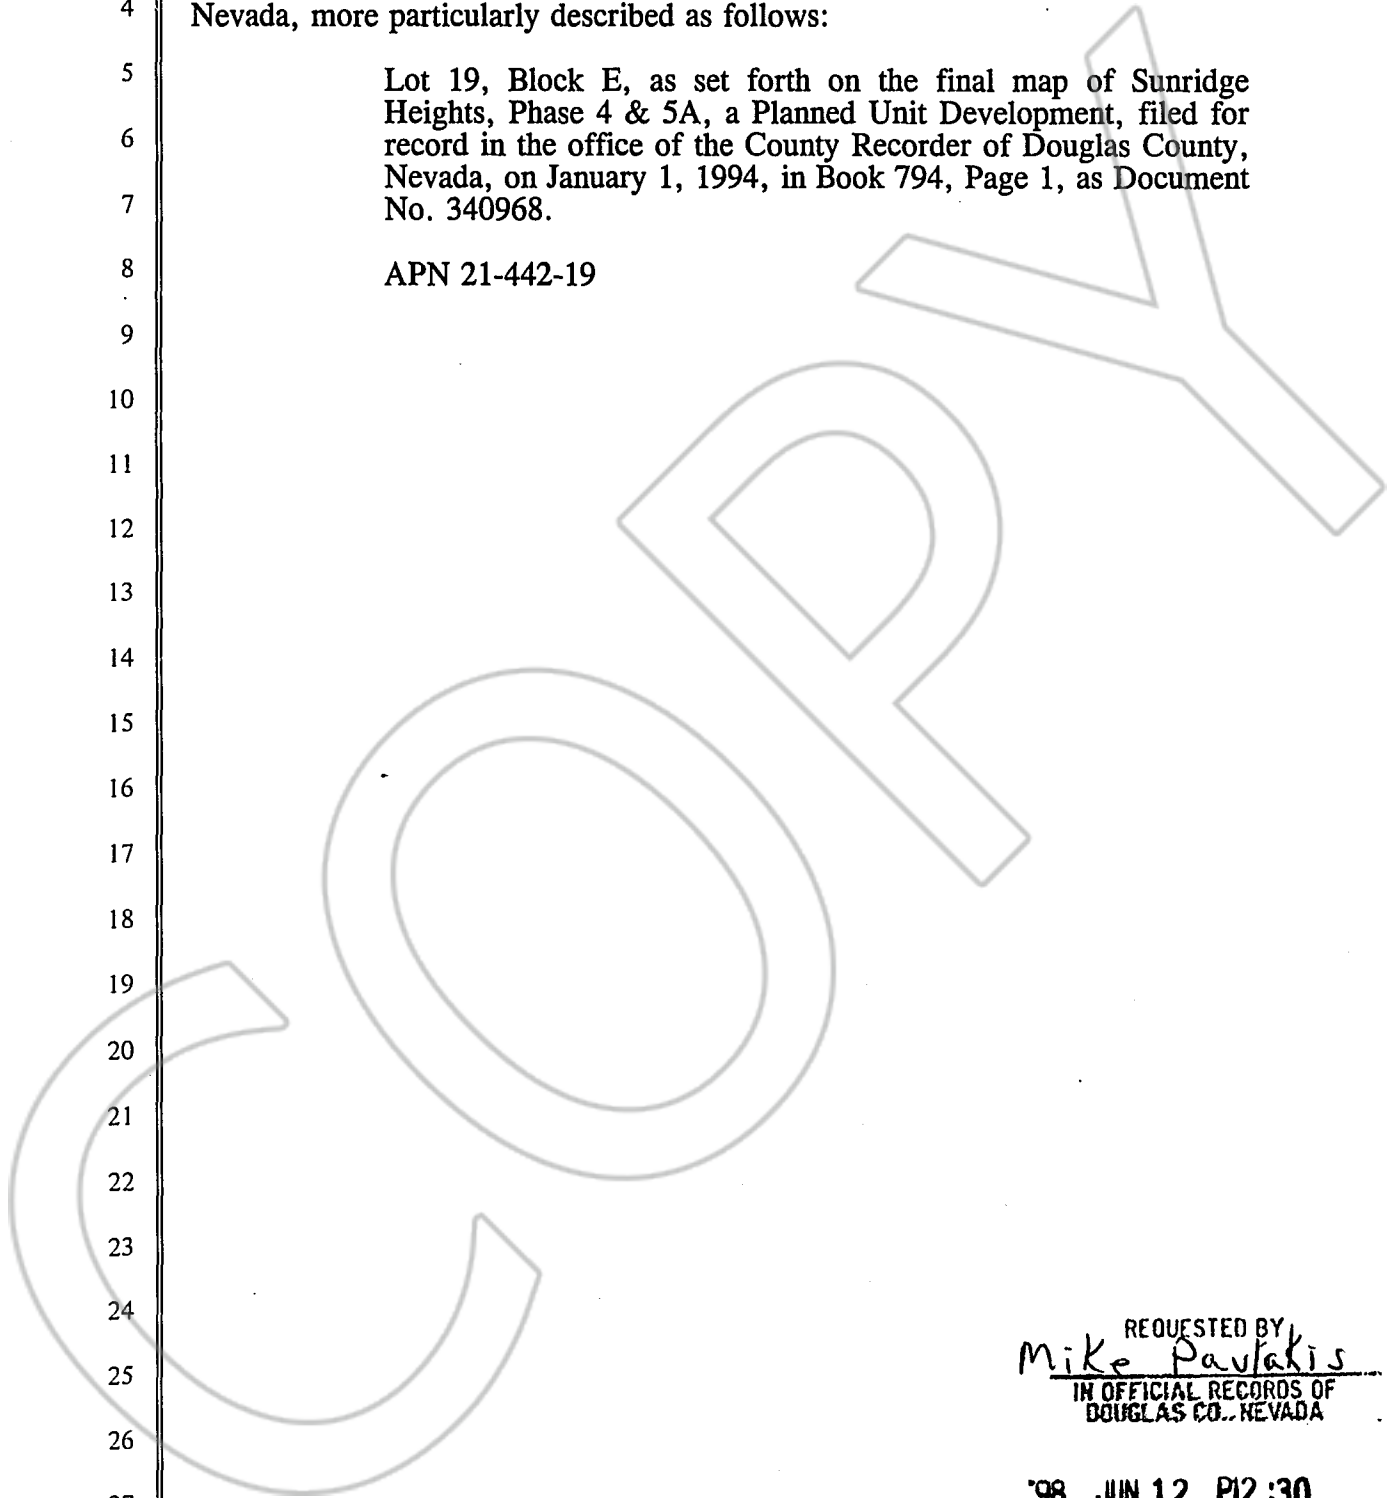 4 Nevada, more particularly described as follows:
5 Lot 19, Block E, as set forth on the final map of Sunridge
Heights, Phase 4 & 5A, a Planned Unit Development, filed for
6 record in the office of the County Recorder of Douglas County,
Nevada, on January 1, 1994, in Book 794, Page 1, as Document
7 No. 340968.
8 APN 21-442-19
9
10
11
12
13
14
15
16
17
18
19
20
21
22
23
24
REQUESTED BY
Mike Pavlakis
25
IN OFFICIAL RECORDS OF
DOUGLAS CO., NEVADA
26
'98 JUN 12 P12:30
COPY